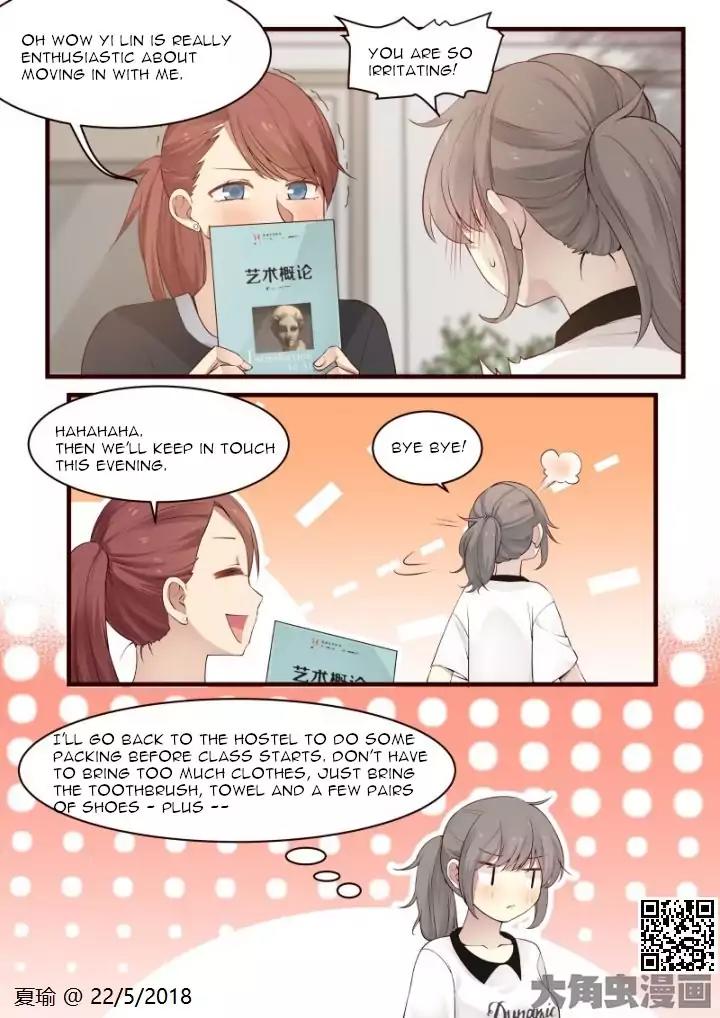 OH WOW YI LIN IS REALLY
ENTHUSIASTIC ABOUT
MOVING IN WITH ME.
YOU ARE SO
IRRITATING!
艺术概论
HAHAHAHA.
THEN WE'LL KEEP IN TOUCH
THIS EVENING.
BYE BYE!
艺术概论
I'LL GO BACK TO THE HOSTEL TO DO SOME
PACKING BEFORE CLASS STARTS. DON'T HAVE
TO BRING TOO MUCH CLOTHES, JUST BRING
THE TOOTHBRUSH, TOWEL AND A FEW PAIRS
OF SHOES - PLUS --
Dynamic
夏瑜 @ 22/5/2018
大角虫漫画